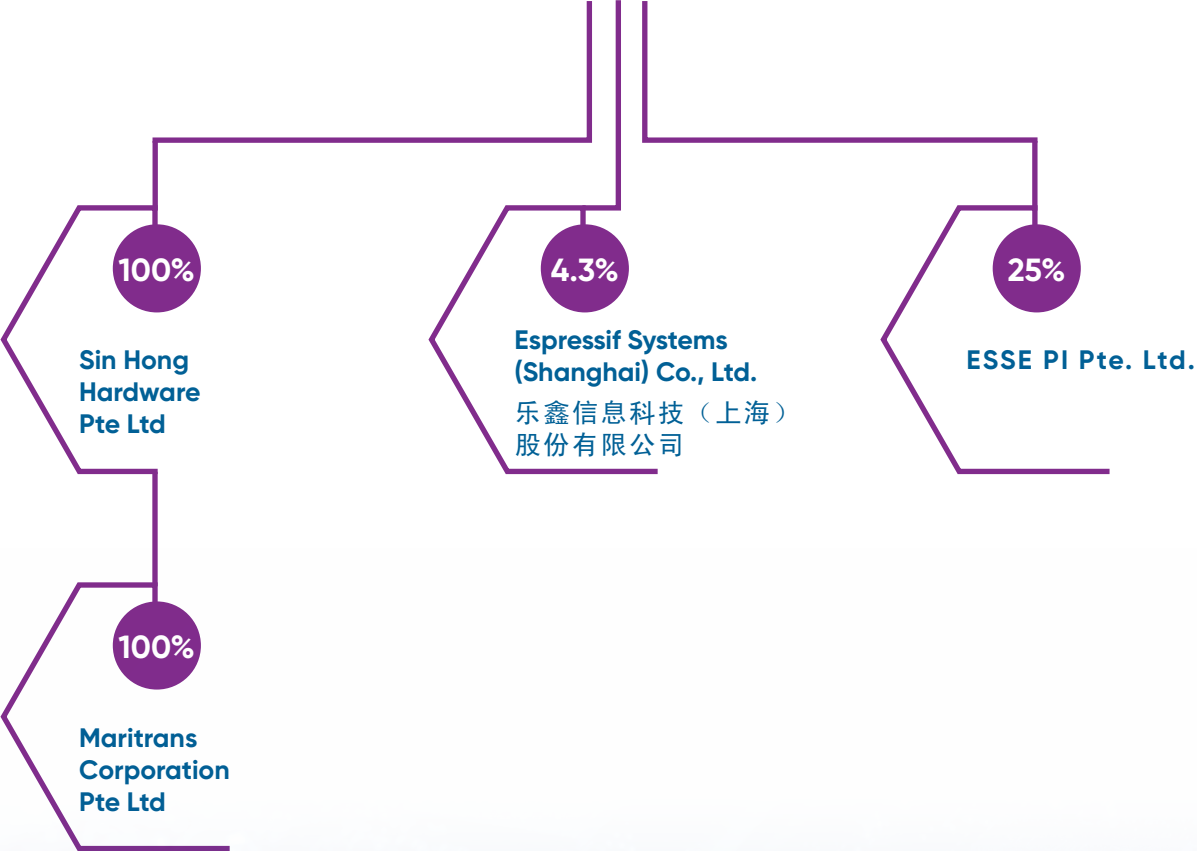 100%
Sin Hong
Hardware
Pte Ltd
4.3%
Espressif Systems
(Shanghai) Co., Ltd.
乐鑫信息科技（上海）
股份有限公司
25%
ESSE PI Pte. Ltd.
100%
Maritrans
Corporation
Pte Ltd